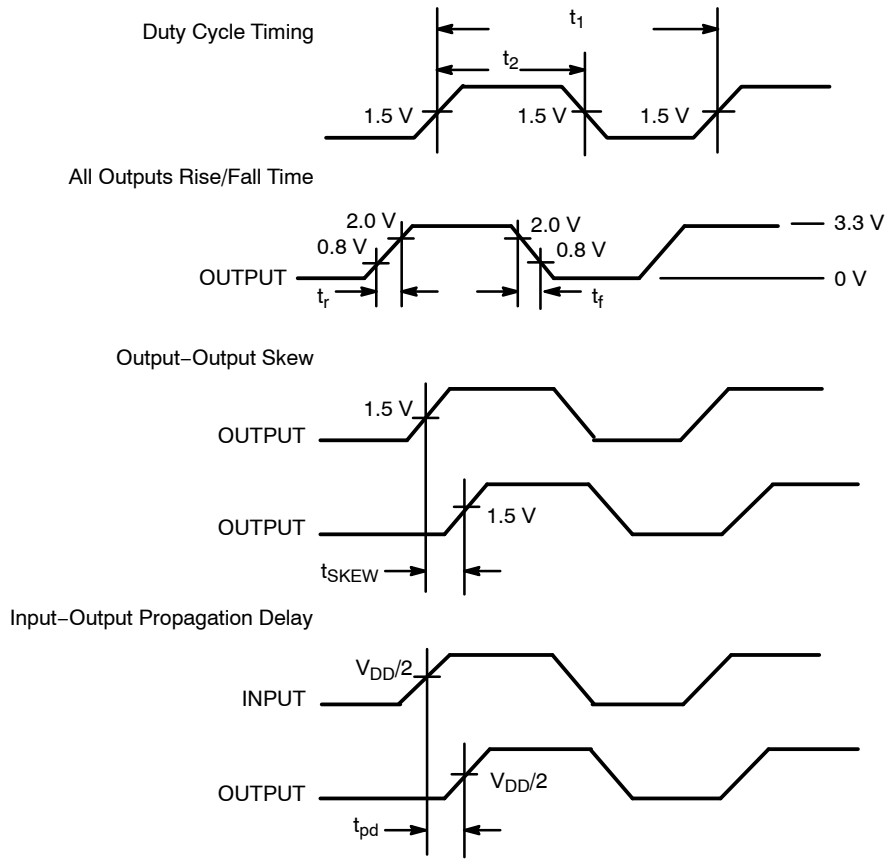 Duty Cycle Timing
t1
t2
1.5 V 1.5 V 1.5 V
All Outputs Rise/Fall Time
2.0 V 2.0 V 3.3 V
0.8 V 0.8 V
OUTPUT 0 V
tr tf
Output−Output Skew
1.5 V
OUTPUT
OUTPUT 1.5 V
tSKEW
Input−Output Propagation Delay
VDD/2
INPUT
VDD/2
OUTPUT
tpd